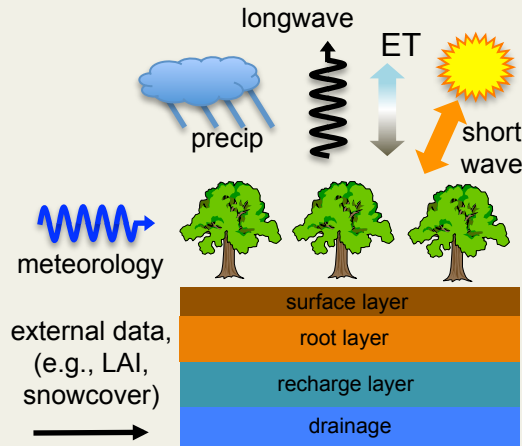 longwave
ET
precip
short
wave
meteorology
surface layer
external data,
(e.g., LAI,
snowcover)
root layer
recharge layer
drainage